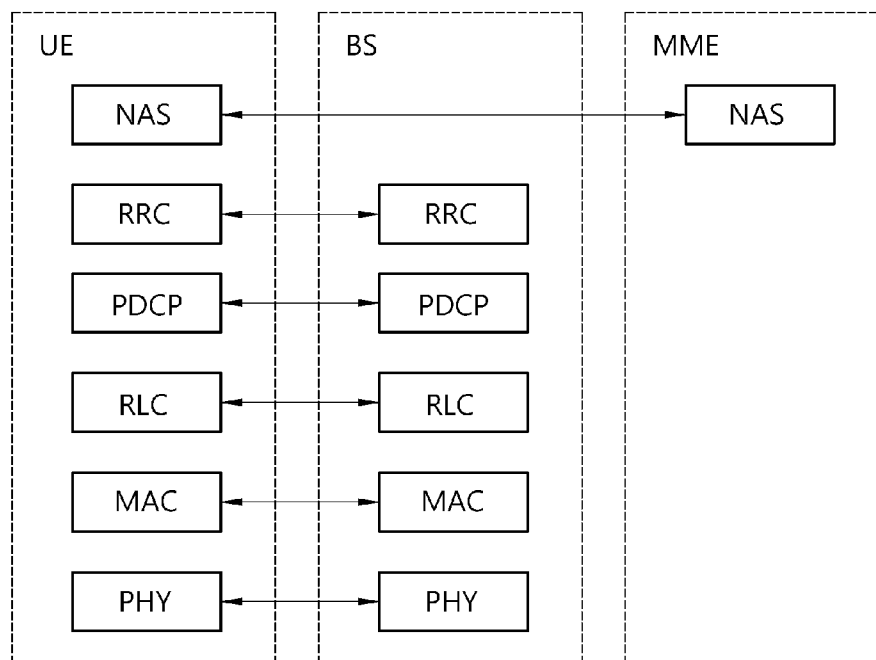 UE BS MME
NAS NAS
RRC RRC
PDCP PDCP
RLC RLC
MAC MAC
PHY PHY